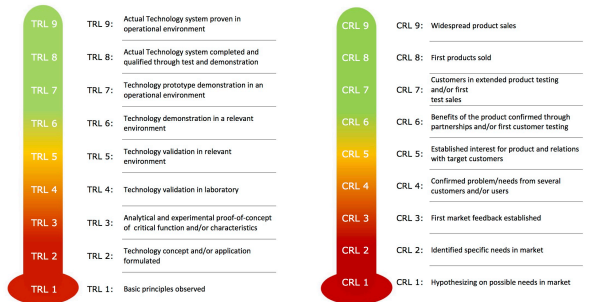 TRL 9
TRL 9: Actual Technology system proven in
operational environment
TRL 8
TRL 8: Actual Technology system completed and
qualified through test and demonstration
TRL 7
TRL 7: Technology prototype demonstration in an
operational environment
TRL 6
TRL 6: Technology demonstration in a relevant
environment
TRL 5
TRL 5: Technology validation in relevant
environment
TRL 4
TRL 4: Technology validation in laboratory
TRL 3
TRL 3: Analytical and experimental proof-of-concept
of critical function and/or characteristics
TRL 2
TRL 2: Technology concept and/or application
formulated
TRL 1
TRL 1: Basic principles observed
CRL 9
CRL 9: Widespread product sales
CRL 8
CRL 8: First products sold
CRL 7
CRL 7: Customers in extended product testing
and/or first
test sales
CRL 6
CRL 6: Benefits of the product confirmed through
partnerships and/or first customer testing
CRL 5
CRL 5: Established interest for product and relations
with target customers
CRL 4
CRL 4: Confirmed problem/needs from several
customers and/or users
CRL 3
CRL 3: First market feedback established
CRL 2
CRL 2: Identified specific needs in market
CRL 1
CRL 1: Hypothesizing on possible needs in market